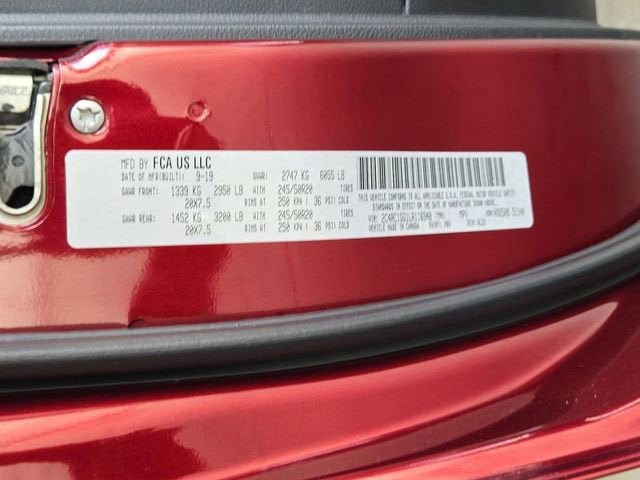 MFD BY FCA US LLC
DATE OF MFR(BUILT): 9-19 GVWR: 2747 KG 6055 LB
GAWR FRONT: 1339 KG 2950 LB WITH 245/50R20 TIRES
20X7.5 RIMS AT 250 KPA( 36 PSI) COLD
GAWR REAR: 1452 KG 3200 LB WITH 245/50R20 TIRES
20X7.5 RIMS AT 250 KPA( 36 PSI) COLD
THIS VEHICLE CONFORMS TO ALL APPLICABLE U.S.A. FEDERAL MOTOR VEHICLE SAFETY
STANDARDS IN EFFECT ON THE DATE OF MANUFACTURE SHOWN ABOVE.
VIN: TYPE: MPV
VEHICLE MADE IN CANADA PAINT: TRIM: